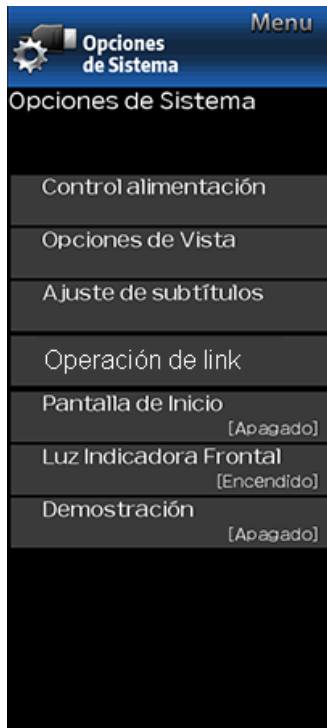 Menu
Opciones
de Sistema
Opciones de Sistema
Control alimentación
Opciones de Vista
Ajuste de subtítulos
Operación de link
Pantalla de Inicio
[Apagado]
Luz Indicadora Frontal
[Encendido]
Demostración
[Apagado]